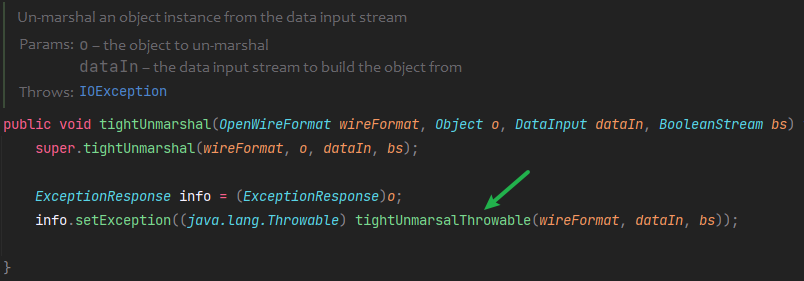 Un-marshal an object instance from the data input stream
Params: o – the object to un-marshal
dataIn – the data input stream to build the object from
Throws: IOException
public void tightUnmarshal(OpenWireFormat wireFormat, Object o, DataInput dataIn, BooleanStream bs)
super.tightUnmarshal(wireFormat, o, dataIn, bs);
ExceptionResponse info = (ExceptionResponse)o;
info.setException((java.lang.Throwable) tightUnmarsalThrowable(wireFormat, dataIn, bs));
}